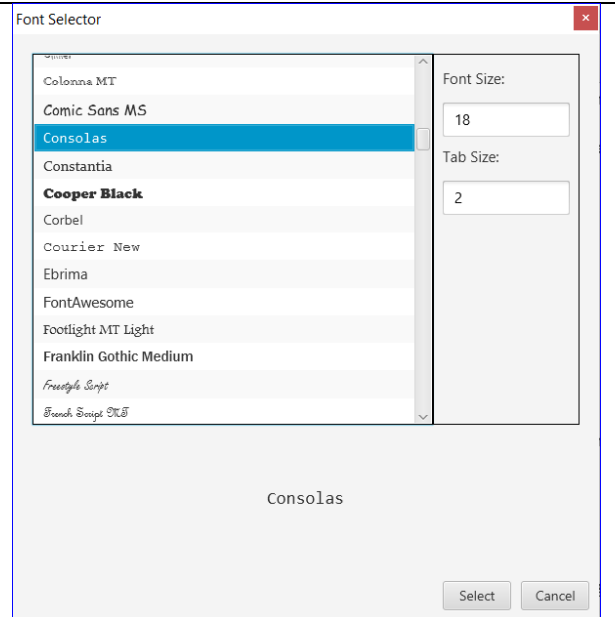 Font Selector
Colonna MT
Comic Sans MS
Consolas
Constantia
Cooper Black
Corbel
Courier New
Ebrima
FontAwesome
Footlight MT Light
Franklin Gothic Medium
Freestyle Script
French Script MT
Font Size:
18
Tab Size:
2
Consolas
Select
Cancel